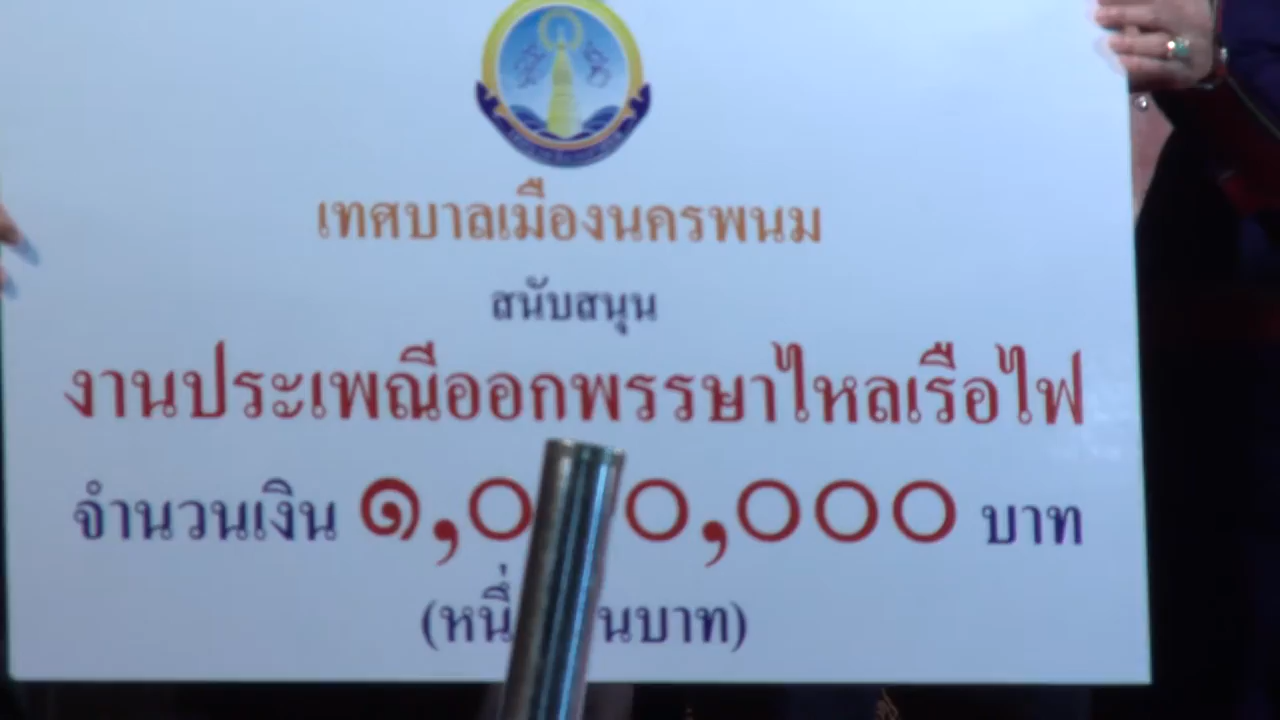 เทศบาลเมืองนครพนม
สนับสนุน
งานประเพณีออกพรรษาไหลเรือไฟ
จำนวนเงิน ๑,๐ ๐,๐๐๐ บาท
(หนึ่ นบาท)